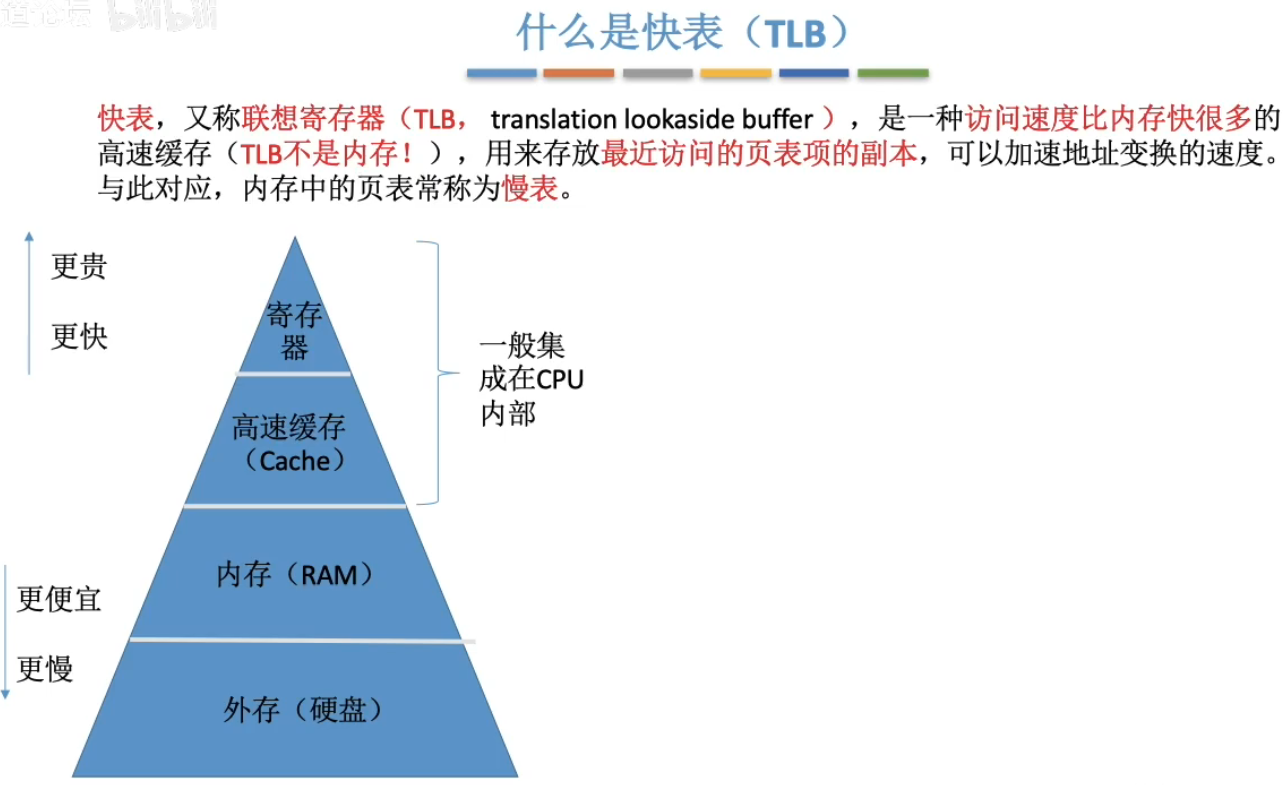 bilibili
什么是快表（TLB）
快表，又称联想寄存器（TLB， translation lookaside buffer ），是一种访问速度比内存快很多的
高速缓存（TLB不是内存！），用来存放最近访问的页表项的副本，可以加速地址变换的速度。
与此对应，内存中的页表常称为慢表。
更贵
更快
寄存
器
一般集
成在CPU
内部
高速缓存
（Cache）
内存（RAM）
更便宜
更慢
外存（硬盘）